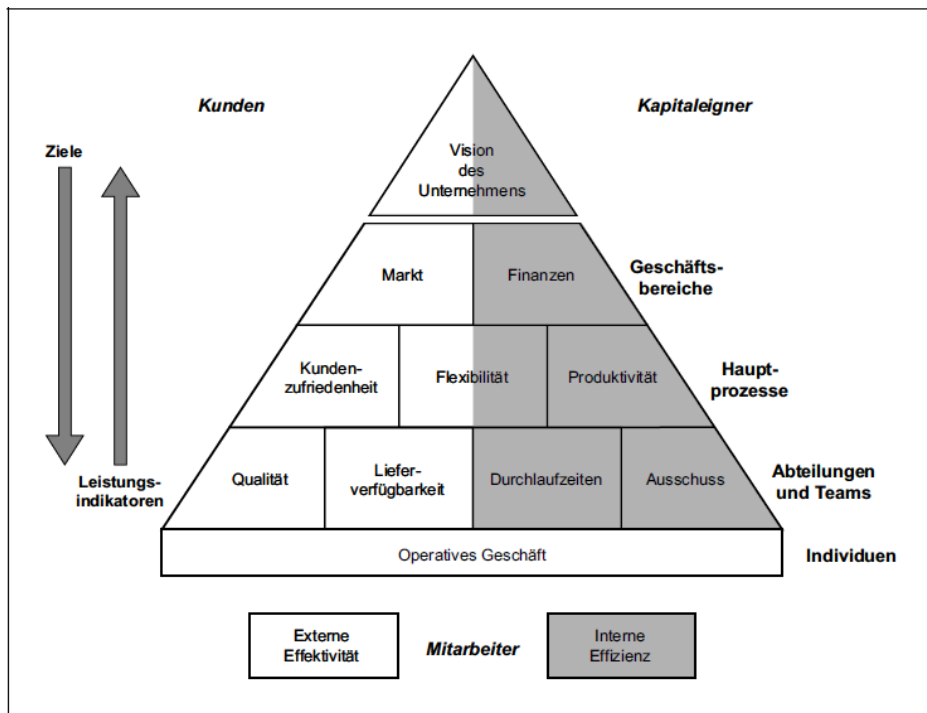 Kunden
Kapitaleigner
Ziele
Vision
des
Unternehmens
Markt
Finanzen
Geschäfts-
bereiche
Kunden-
zufriedenheit
Flexibilität
Produktivität
Haupt-
prozesse
Leistungs-
indikatoren
Qualität
Liefer-
verfügbarkeit
Durchlaufzeiten
Ausschuss
Abteilungen
und Teams
Operatives Geschäft
Individuen
Externe
Effektivität
Mitarbeiter
Interne
Effizienz